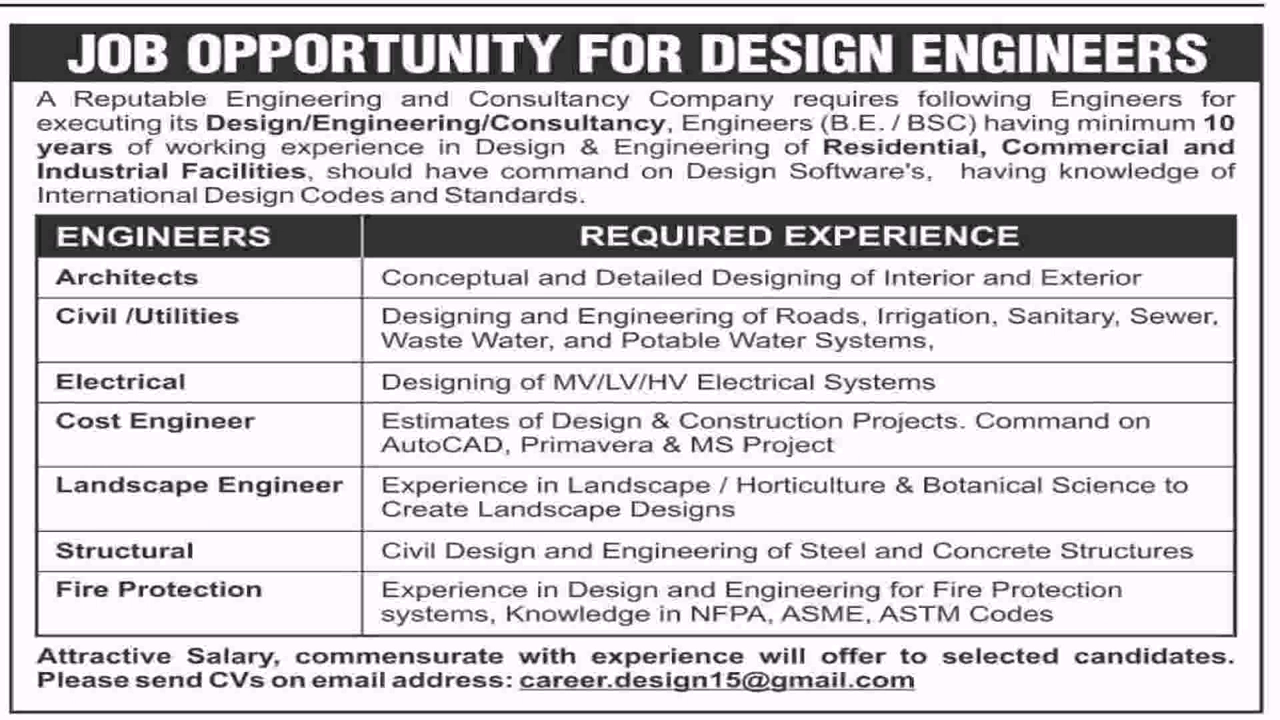 JOB OPPORTUNITY FOR DESIGN ENGINEERS
A Reputable Engineering and Consultancy Company requires following Engineers for
executing its Design/Engineering/Consultancy, Engineers (B.E. / BSC) having minimum 10
years of working experience in Design & Engineering of Residential, Commercial and
Industrial Facilities, should have command on Design Software's, having knowledge of
International Design Codes and Standards.
ENGINEERS REQUIRED EXPERIENCE
Architects Conceptual and Detailed Designing of Interior and Exterior
Civil /Utilities Designing and Engineering of Roads, Irrigation, Sanitary, Sewer,
Waste Water, and Potable Water Systems,
Electrical Designing of MV/LV/HV Electrical Systems
Cost Engineer Estimates of Design & Construction Projects. Command on
AutoCAD, Primavera & MS Project
Landscape Engineer Experience in Landscape / Horticulture & Botanical Science to
Create Landscape Designs
Structural Civil Design and Engineering of Steel and Concrete Structures
Fire Protection Experience in Design and Engineering for Fire Protection
systems, Knowledge in NFPA, ASME, ASTM Codes
Attractive Salary, commensurate with experience will offer to selected candidates.
Please send CVs on email address: career.design15@gmail.com